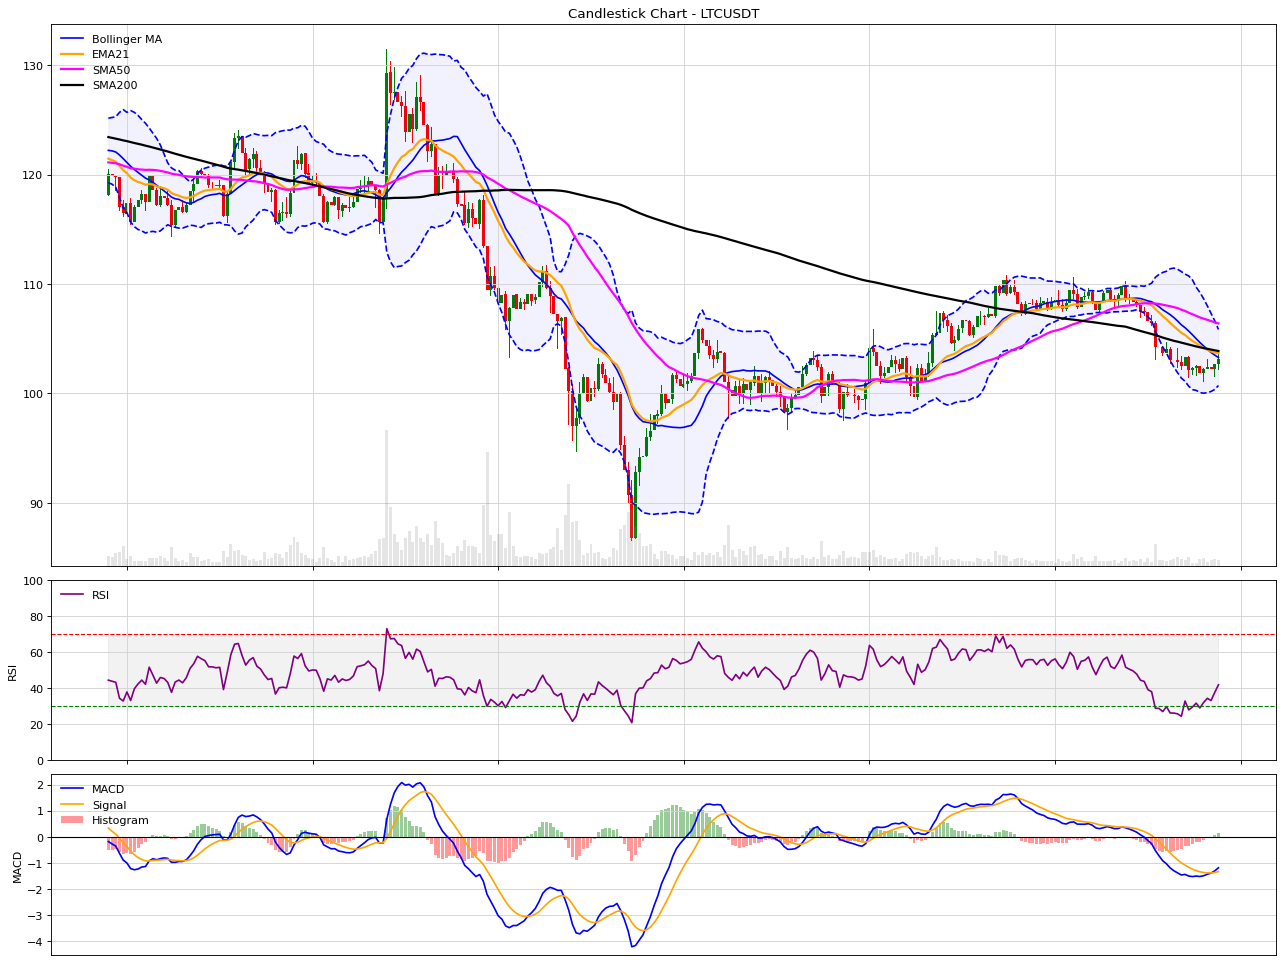 Candlestick Chart - LTCUSDT
Bollinger MA
EMA21
SMA50
SMA200
130
120
110
100
90
RSI
100
80
60
40
20
0
RSI
MACD
Signal
Histogram
2
1
0
−1
−2
−3
−4
MACD